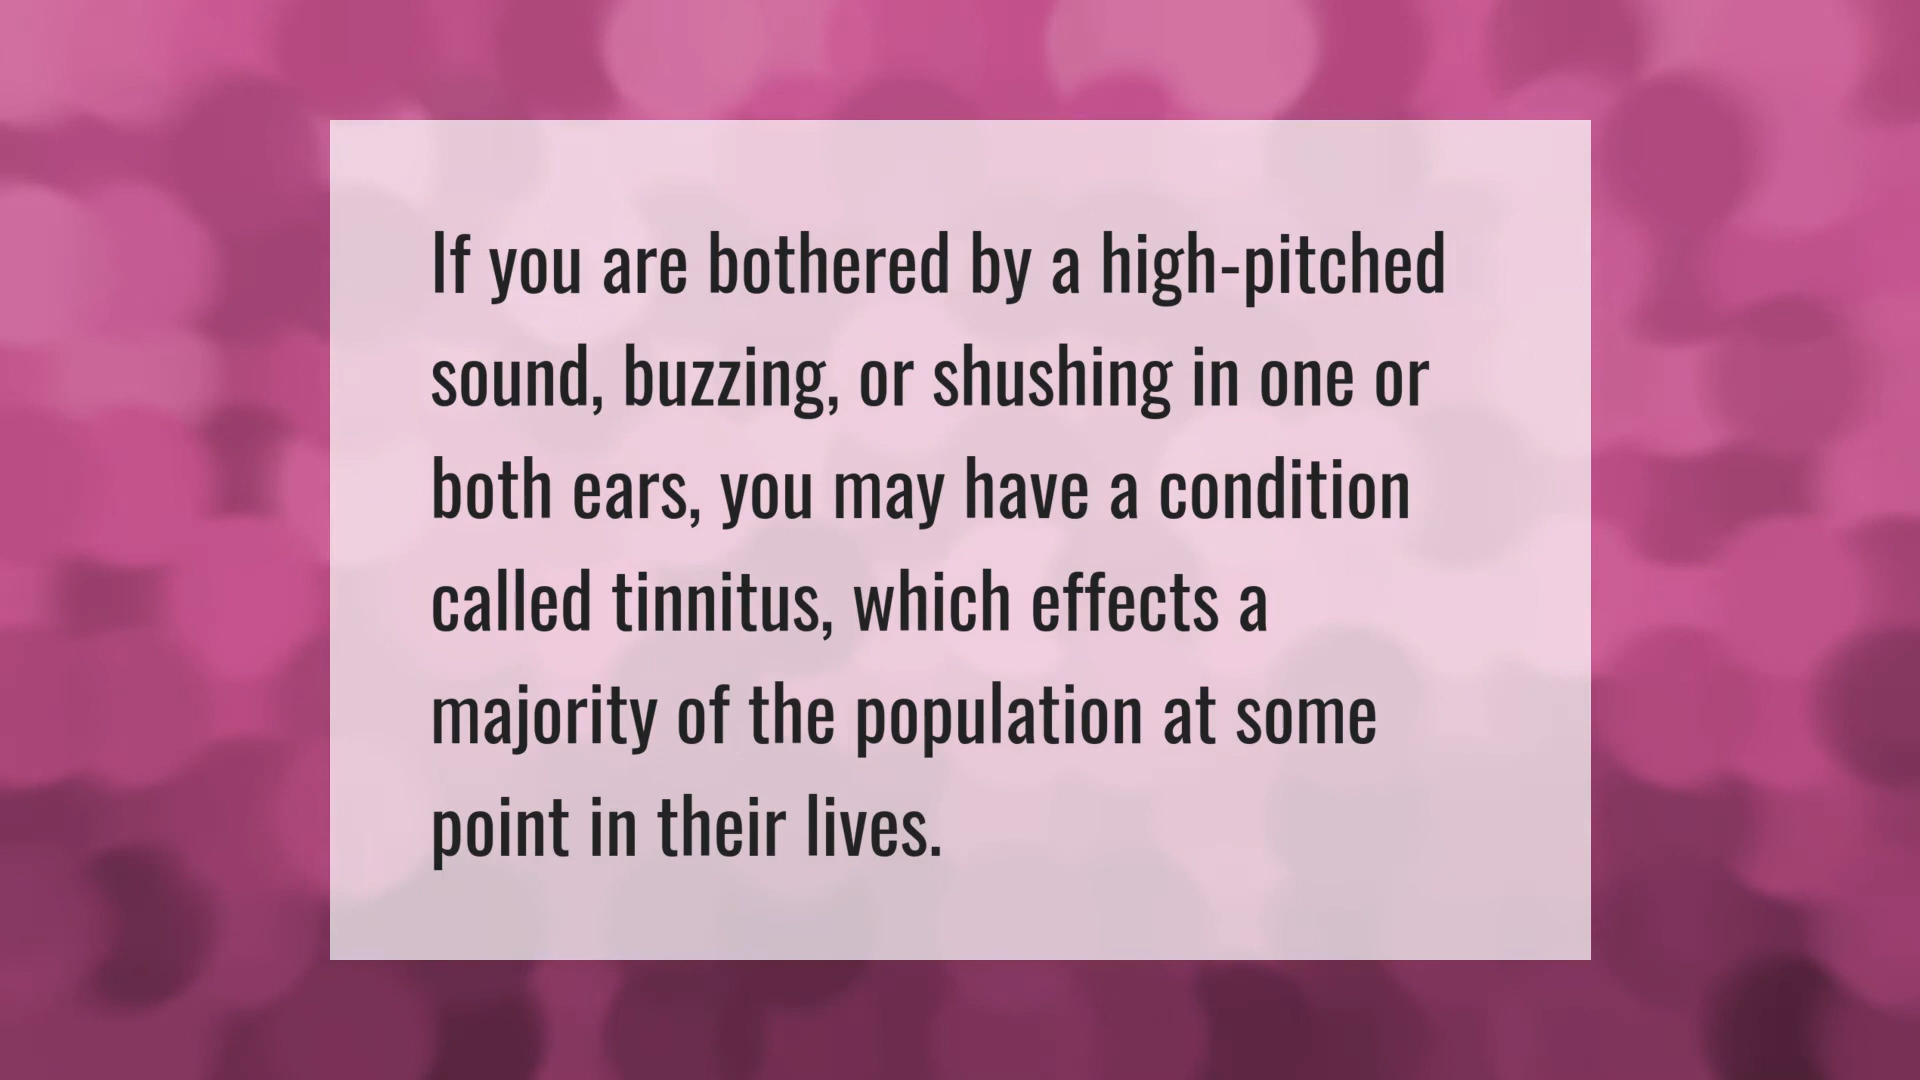 If you are bothered by a high-pitched
sound, buzzing, or shushing in one or
both ears, you may have a condition
called tinnitus, which effects a
majority of the population at some
point in their lives.